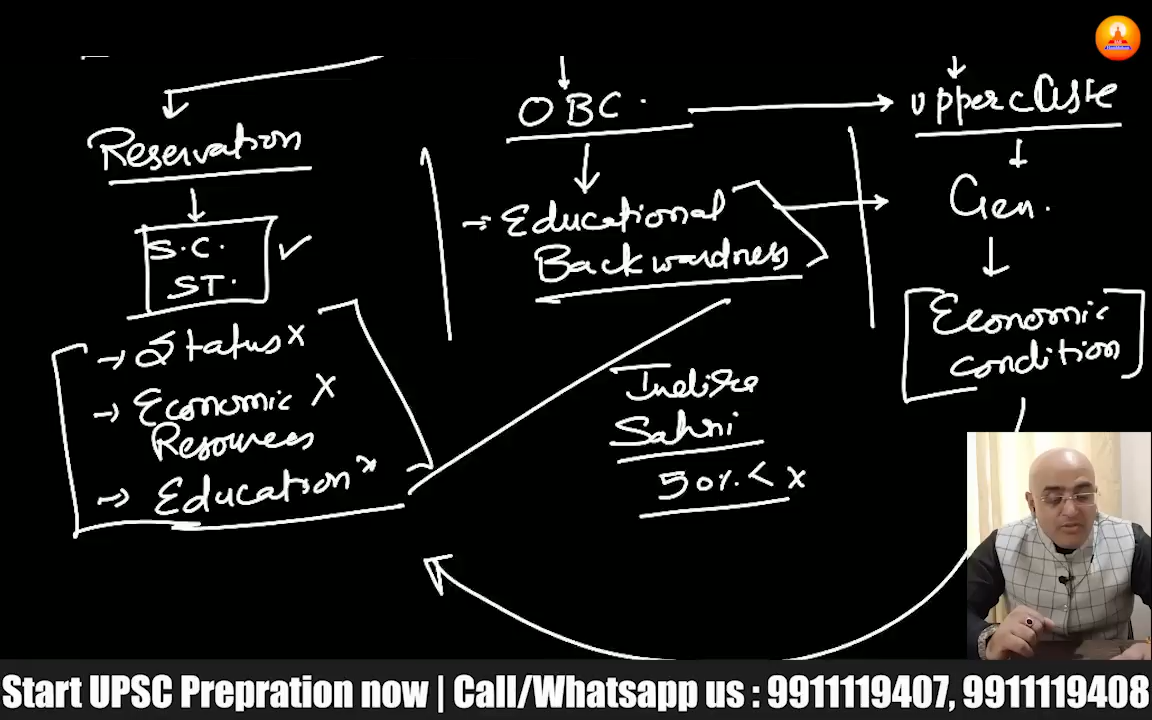 Reservation
S.C.
ST.
→ Status x
→ Economic x
Resources
→ Education x
OBC.
→ Educational
Backwardness
Indira
Sahni
50% < x
upper caste
Gen.
Economic
condition
Start UPSC Prepration now | Call/Whatsapp us : 9911119407, 9911119408